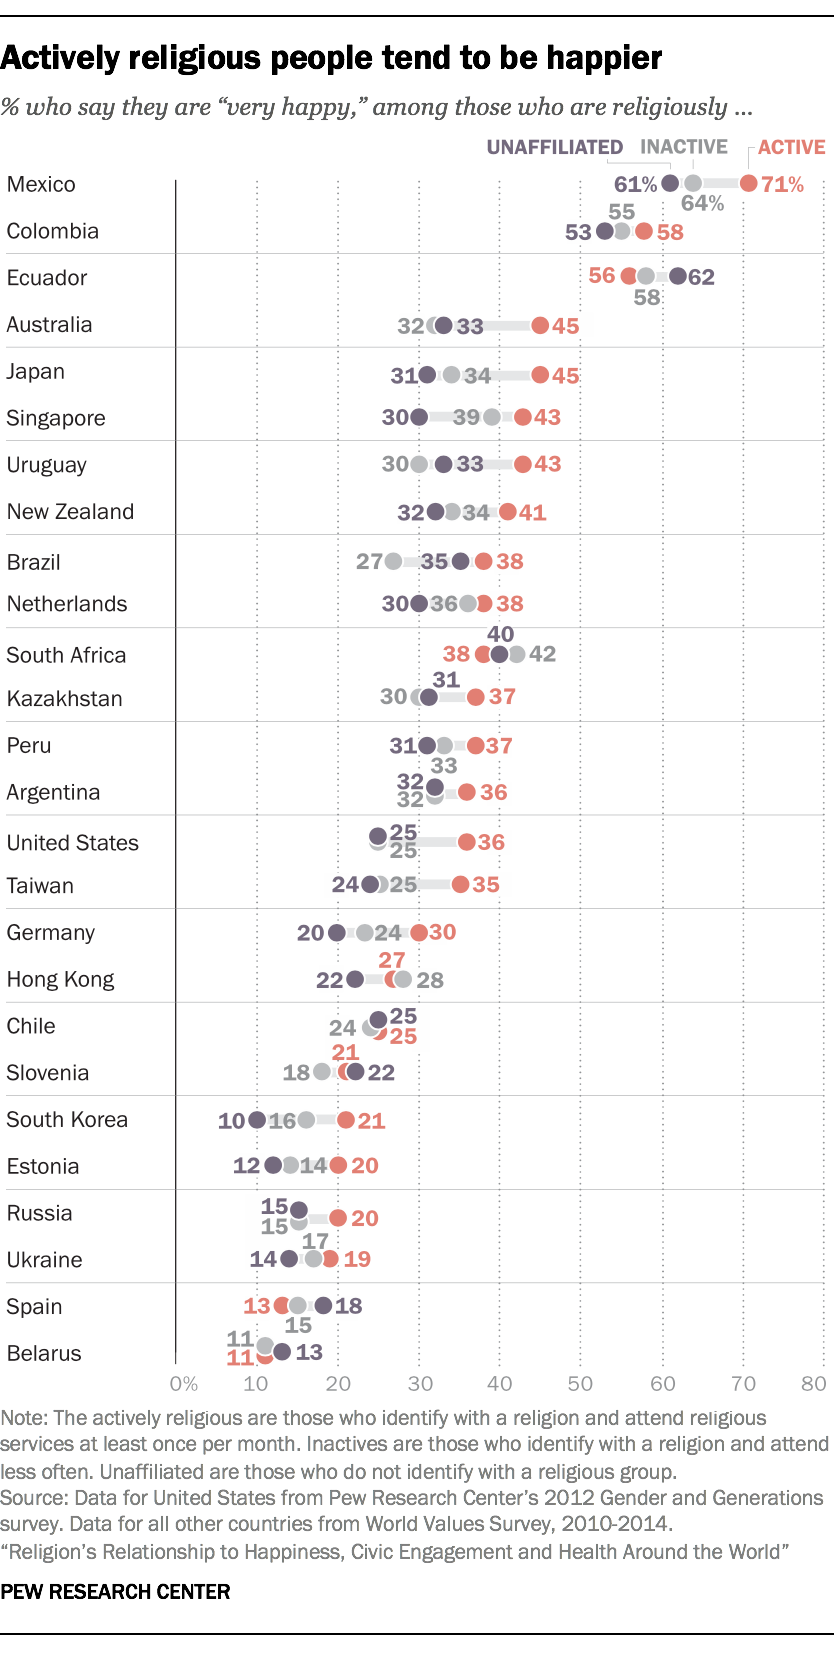 Actively religious people tend to be happier
% who say they are “very happy,” among those who are religiously ...
UNAFFILIATED INACTIVE ACTIVE
Mexico 61% 64% 71%
Colombia 53 55 58
Ecuador 56 58 62
Australia 32 33 45
Japan 31 34 45
Singapore 30 39 43
Uruguay 30 33 43
New Zealand 32 34 41
Brazil 27 35 38
Netherlands 30 36 38
South Africa 38 40 42
Kazakhstan 30 31 37
Peru 31 33 37
Argentina 32 32 36
United States 25 25 36
Taiwan 24 25 35
Germany 20 24 30
Hong Kong 22 27 28
Chile 24 25 25
Slovenia 18 21 22
South Korea 10 16 21
Estonia 12 14 20
Russia 15 15 20
Ukraine 14 17 19
Spain 13 15 18
Belarus 11 11 13
0% 10 20 30 40 50 60 70 80
Note: The actively religious are those who identify with a religion and attend religious
services at least once per month. Inactives are those who identify with a religion and attend
less often. Unaffiliated are those who do not identify with a religious group.
Source: Data for United States from Pew Research Center’s 2012 Gender and Generations
survey. Data for all other countries from World Values Survey, 2010-2014.
“Religion’s Relationship to Happiness, Civic Engagement and Health Around the World”
PEW RESEARCH CENTER